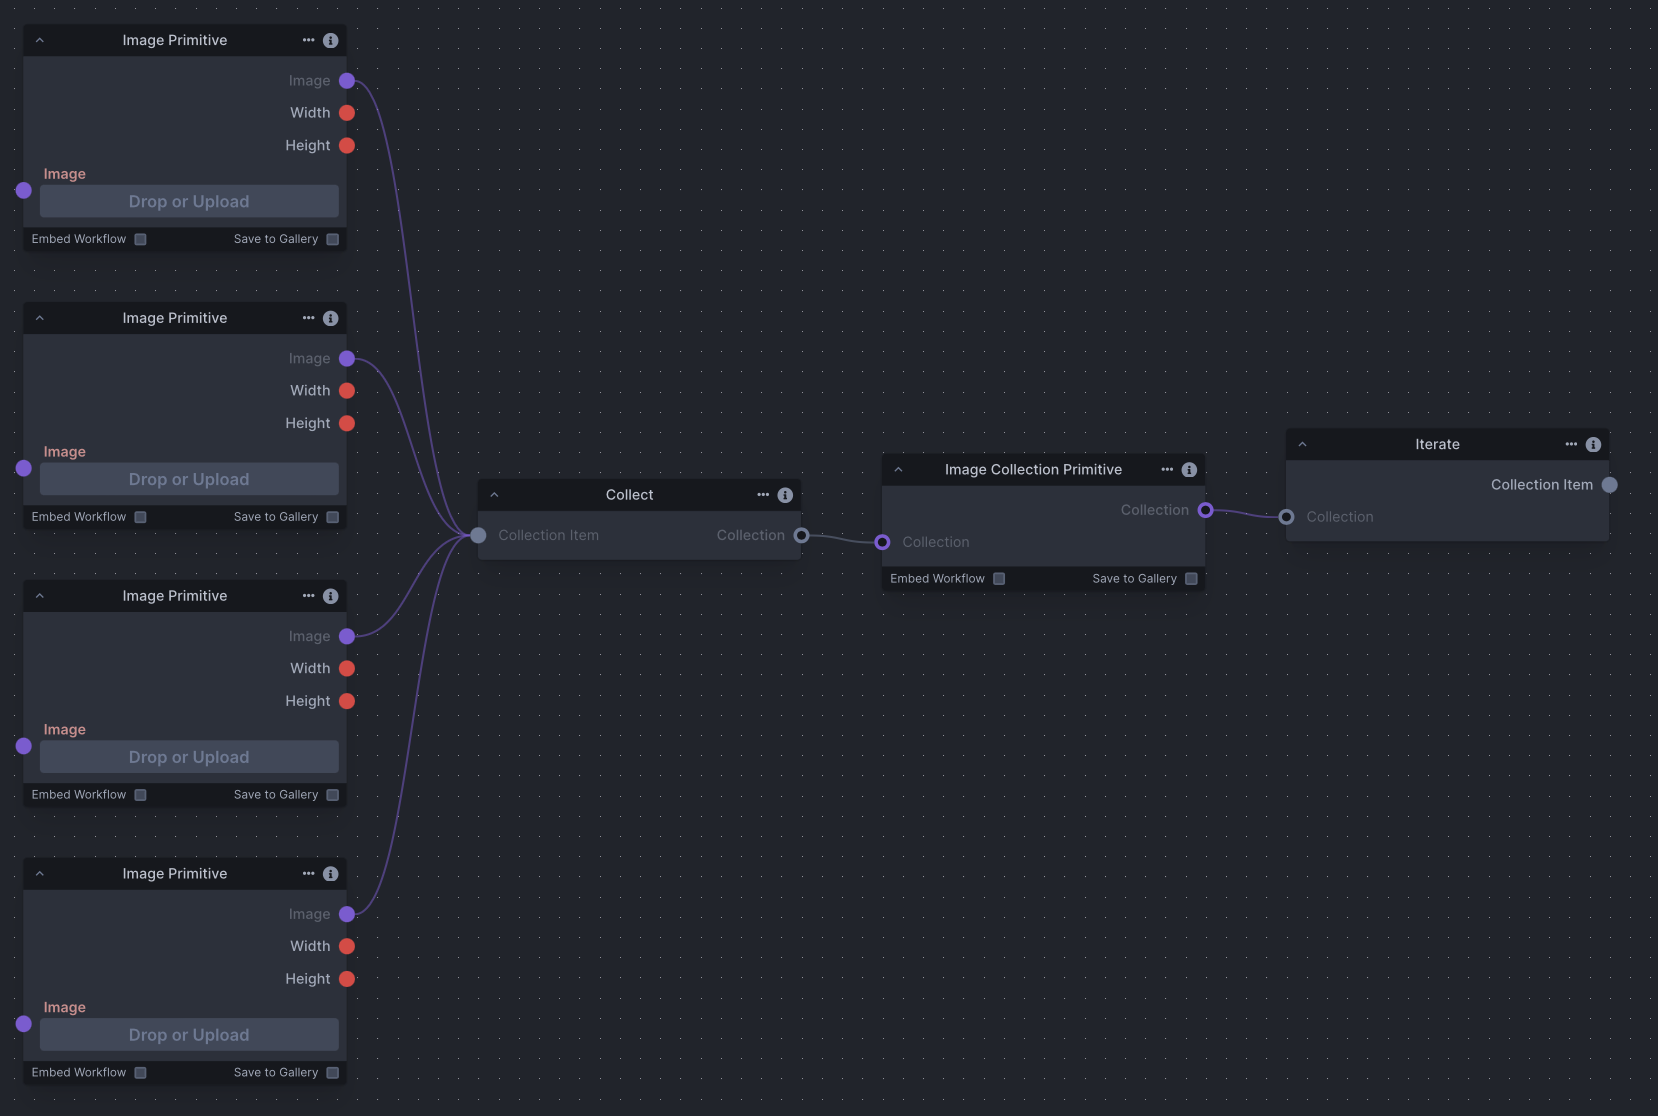 Image Primitive
Image
Width
Height
Image
Drop or Upload
Embed Workflow Save to Gallery
Image Primitive
Image
Width
Height
Image
Drop or Upload
Embed Workflow Save to Gallery
Image Primitive
Image
Width
Height
Image
Drop or Upload
Embed Workflow Save to Gallery
Image Primitive
Image
Width
Height
Image
Drop or Upload
Embed Workflow Save to Gallery
Collect
Collection Item Collection
Image Collection Primitive
Collection
Collection
Embed Workflow Save to Gallery
Iterate
Collection Item
Collection